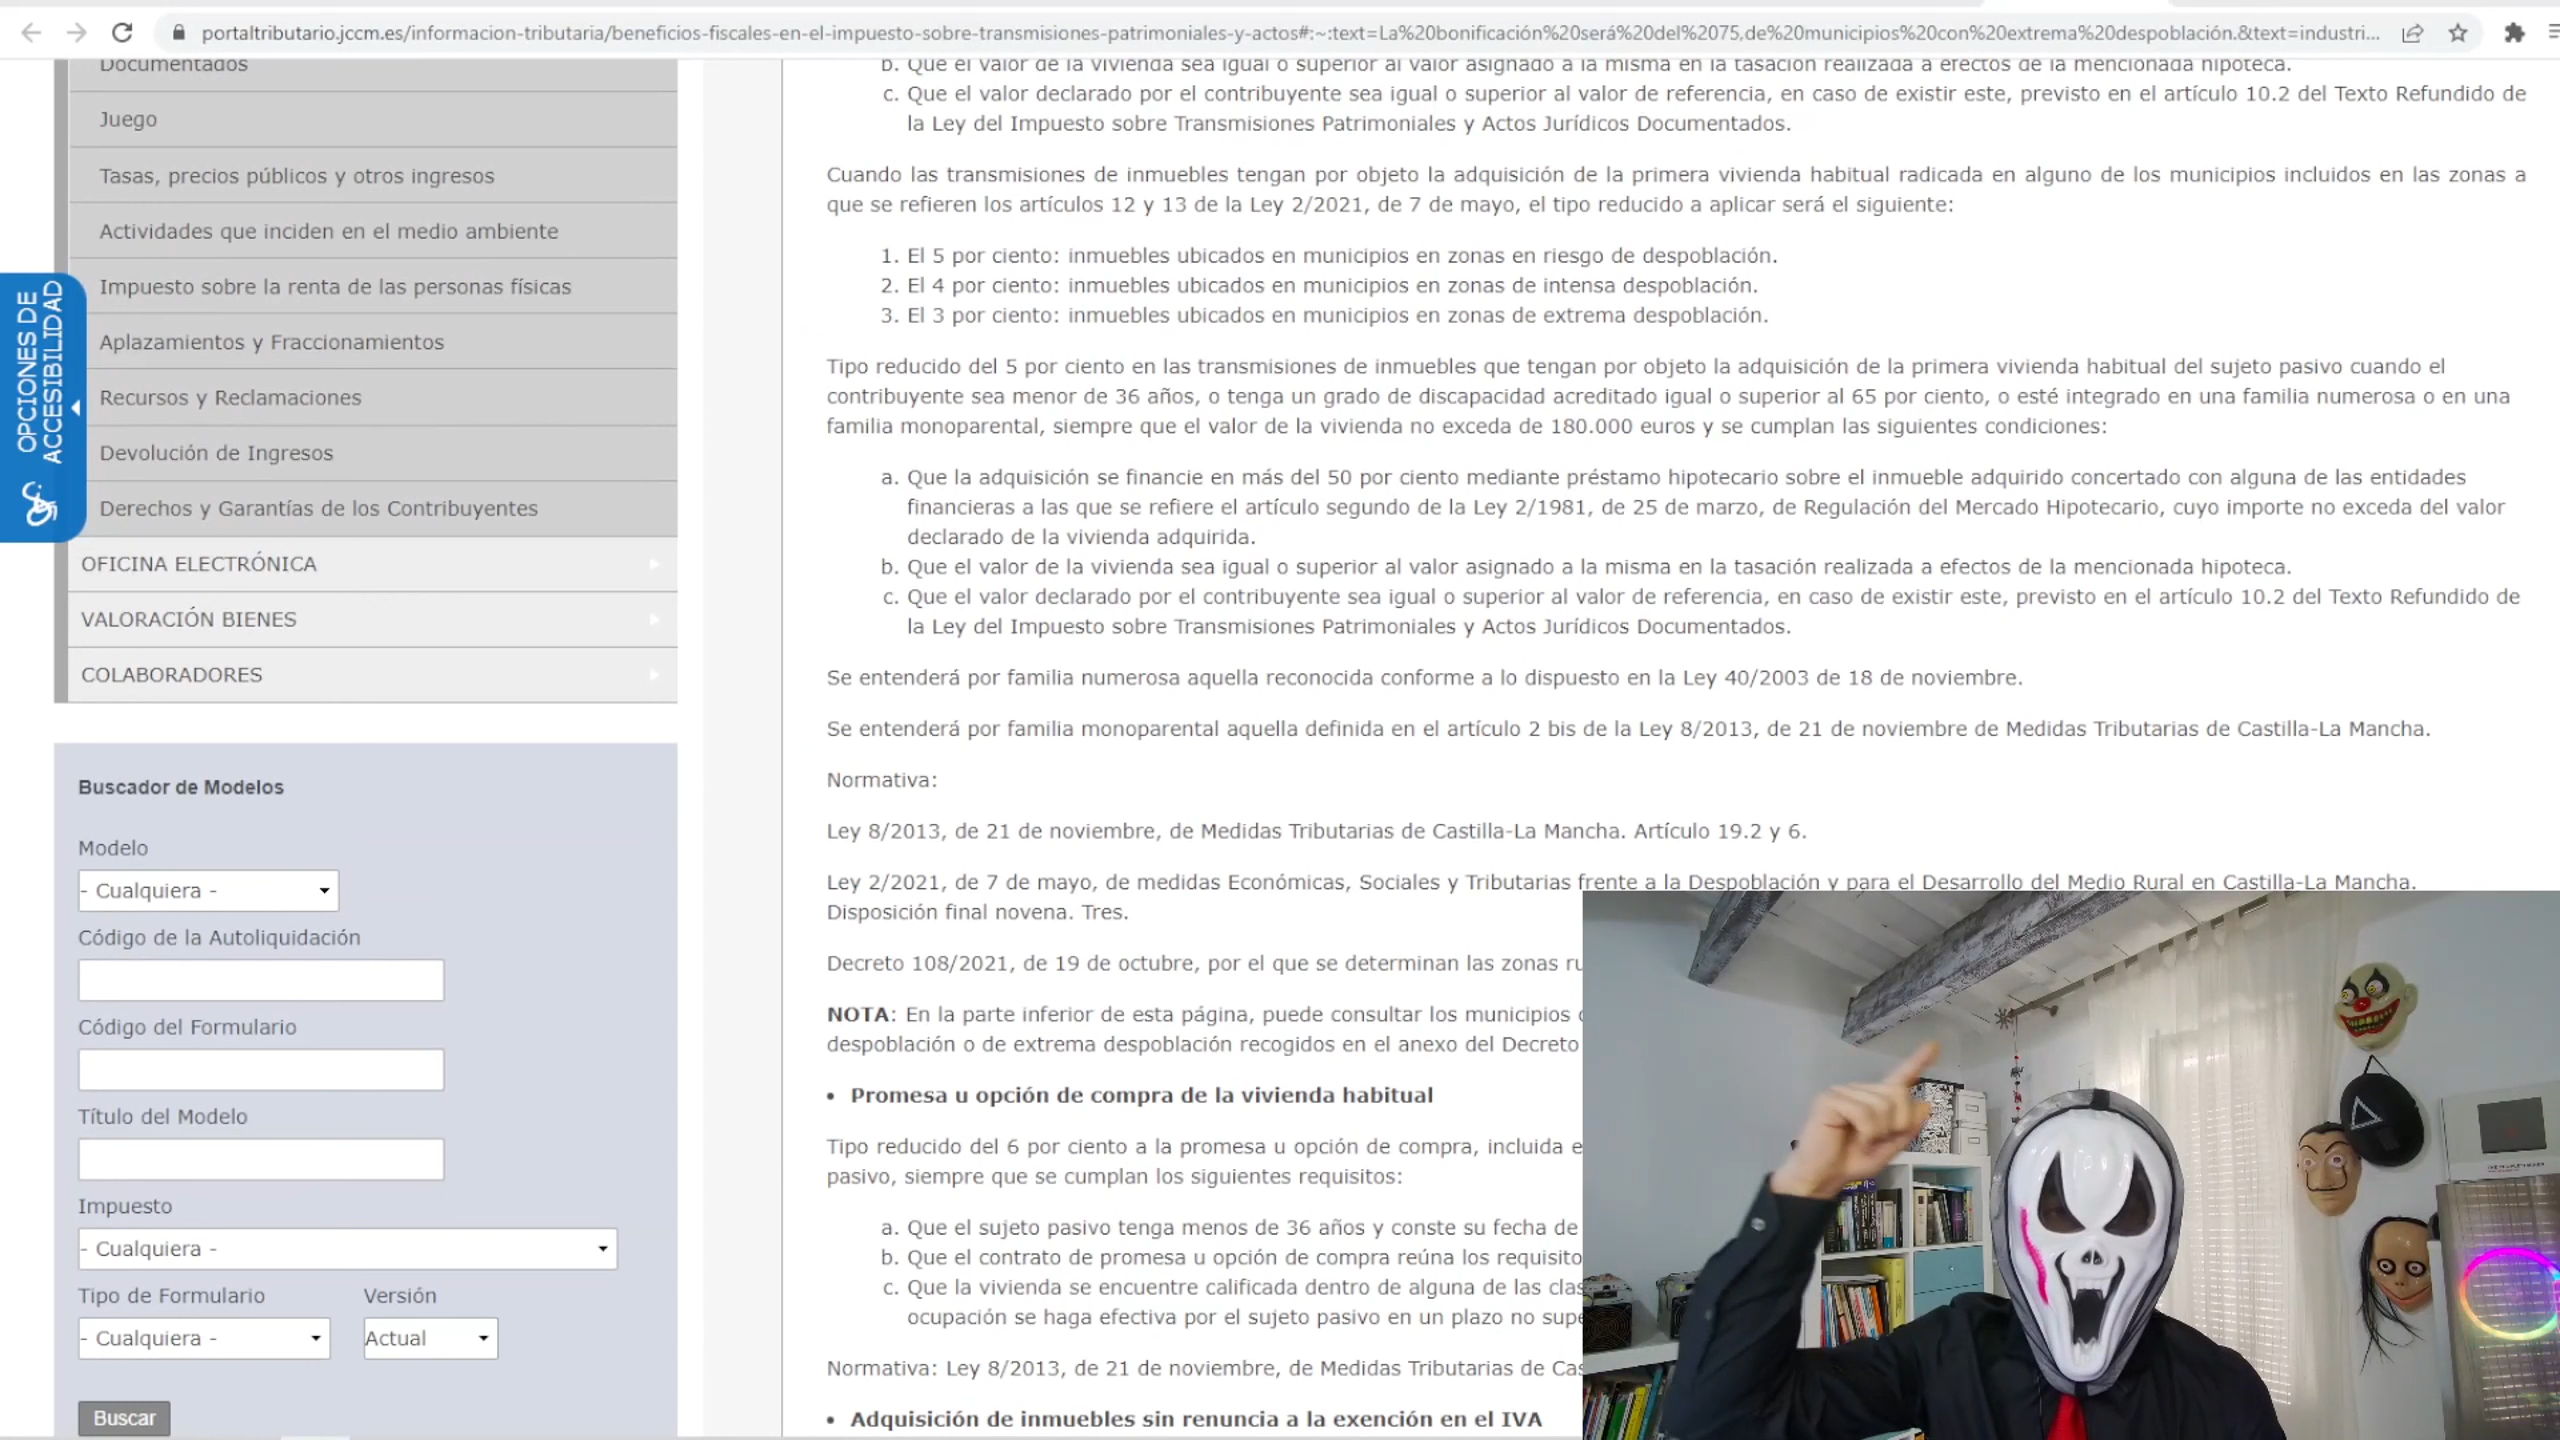 portaltributario.jccm.es/informacion-tributaria/beneficios-fiscales-en-el-impuesto-sobre-transmisiones-patrimoniales-y-actos#:~:text=La%20bonificación%20será%20del%2075,de%20municipios%20con%20extrema%20despoblación.&text=industri...
Documentados
Juego
Tasas, precios públicos y otros ingresos
Actividades que inciden en el medio ambiente
Impuesto sobre la renta de las personas físicas
Aplazamientos y Fraccionamientos
Recursos y Reclamaciones
Devolución de Ingresos
Derechos y Garantías de los Contribuyentes
OFICINA ELECTRÓNICA
VALORACIÓN BIENES
COLABORADORES
OPCIONES DE
ACCESIBILIDAD
Buscador de Modelos
Modelo
- Cualquiera -
Código de la Autoliquidación
Código del Formulario
Título del Modelo
Impuesto
- Cualquiera -
Tipo de Formulario
Versión
- Cualquiera -
Actual
Buscar
b. Que el valor de la vivienda sea igual o superior al valor asignado a la misma en la tasación realizada a efectos de la mencionada hipoteca.
c. Que el valor declarado por el contribuyente sea igual o superior al valor de referencia, en caso de existir este, previsto en el artículo 10.2 del Texto Refundido de
la Ley del Impuesto sobre Transmisiones Patrimoniales y Actos Jurídicos Documentados.
Cuando las transmisiones de inmuebles tengan por objeto la adquisición de la primera vivienda habitual radicada en alguno de los municipios incluidos en las zonas a
que se refieren los artículos 12 y 13 de la Ley 2/2021, de 7 de mayo, el tipo reducido a aplicar será el siguiente:
1. El 5 por ciento: inmuebles ubicados en municipios en zonas en riesgo de despoblación.
2. El 4 por ciento: inmuebles ubicados en municipios en zonas de intensa despoblación.
3. El 3 por ciento: inmuebles ubicados en municipios en zonas de extrema despoblación.
Tipo reducido del 5 por ciento en las transmisiones de inmuebles que tengan por objeto la adquisición de la primera vivienda habitual del sujeto pasivo cuando el
contribuyente sea menor de 36 años, o tenga un grado de discapacidad acreditado igual o superior al 65 por ciento, o esté integrado en una familia numerosa o en una
familia monoparental, siempre que el valor de la vivienda no exceda de 180.000 euros y se cumplan las siguientes condiciones:
a. Que la adquisición se financie en más del 50 por ciento mediante préstamo hipotecario sobre el inmueble adquirido concertado con alguna de las entidades
financieras a las que se refiere el artículo segundo de la Ley 2/1981, de 25 de marzo, de Regulación del Mercado Hipotecario, cuyo importe no exceda del valor
declarado de la vivienda adquirida.
b. Que el valor de la vivienda sea igual o superior al valor asignado a la misma en la tasación realizada a efectos de la mencionada hipoteca.
c. Que el valor declarado por el contribuyente sea igual o superior al valor de referencia, en caso de existir este, previsto en el artículo 10.2 del Texto Refundido de
la Ley del Impuesto sobre Transmisiones Patrimoniales y Actos Jurídicos Documentados.
Se entenderá por familia numerosa aquella reconocida conforme a lo dispuesto en la Ley 40/2003 de 18 de noviembre.
Se entenderá por familia monoparental aquella definida en el artículo 2 bis de la Ley 8/2013, de 21 de noviembre de Medidas Tributarias de Castilla-La Mancha.
Normativa:
Ley 8/2013, de 21 de noviembre, de Medidas Tributarias de Castilla-La Mancha. Artículo 19.2 y 6.
Ley 2/2021, de 7 de mayo, de medidas Económicas, Sociales y Tributarias frente a la Despoblación y para el Desarrollo del Medio Rural en Castilla-La Mancha.
Disposición final novena. Tres.
Decreto 108/2021, de 19 de octubre, por el que se determinan las zonas ru
NOTA: En la parte inferior de esta página, puede consultar los municipios
despoblación o de extrema despoblación recogidos en el anexo del Decreto
• Promesa u opción de compra de la vivienda habitual
Tipo reducido del 6 por ciento a la promesa u opción de compra, incluida e
pasivo, siempre que se cumplan los siguientes requisitos:
a. Que el sujeto pasivo tenga menos de 36 años y conste su fecha de
b. Que el contrato de promesa u opción de compra reúna los requisito
c. Que la vivienda se encuentre calificada dentro de alguna de las clas
ocupación se haga efectiva por el sujeto pasivo en un plazo no supe
Normativa: Ley 8/2013, de 21 de noviembre, de Medidas Tributarias de Cas
• Adquisición de inmuebles sin renuncia a la exención en el IVA